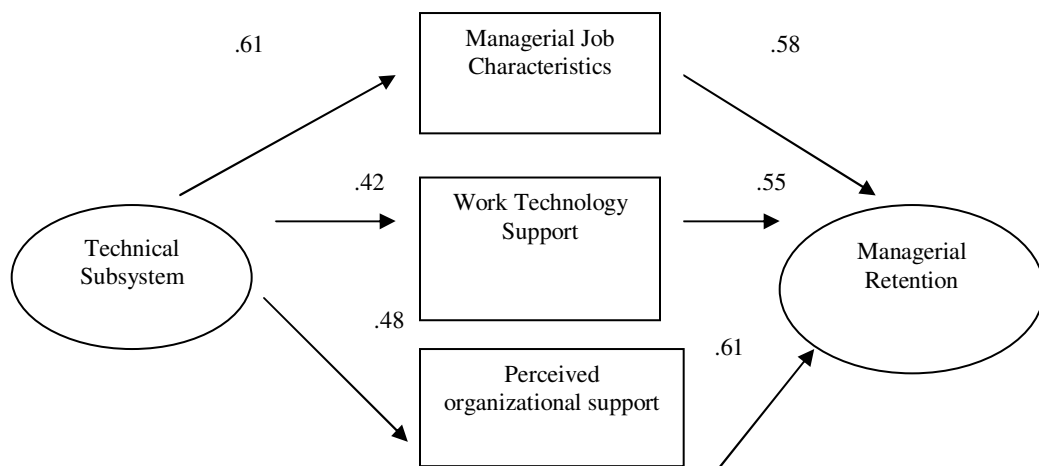 .61
Managerial Job
Characteristics
.58
.42
Work Technology
Support
.55
Technical
Subsystem
Managerial
Retention
.48
.61
Perceived
organizational support